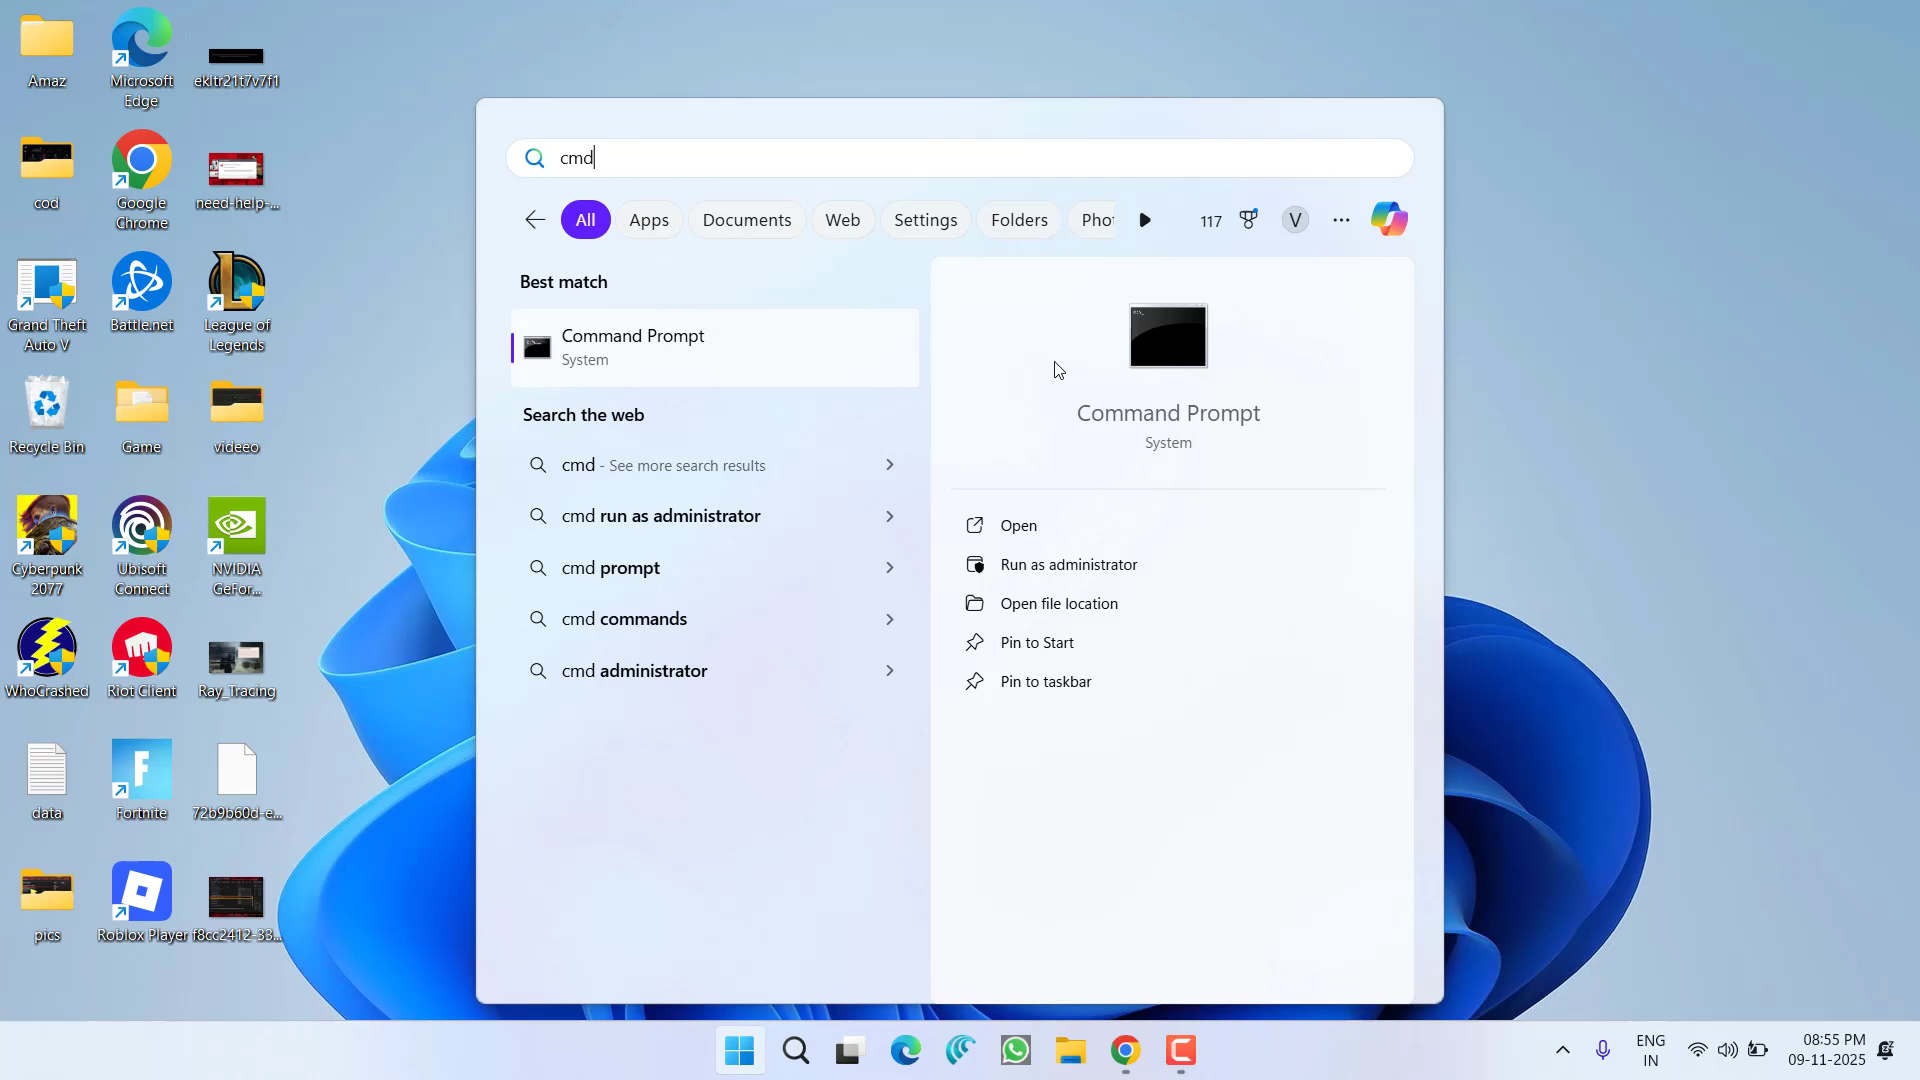 Amaz
Microsoft
Edge
ekltr21t7v7f1
cod
Google
Chrome
need-help-...
Grand Theft
Auto V
Battle.net
League of
Legends
Recycle Bin
Game
videeo
Cyberpunk
2077
Ubisoft
Connect
NVIDIA
GeFor...
WhoCrashed
Riot Client
Ray_Tracing
data
Fortnite
72b9b60d-e...
pics
Roblox Player
f8cc2412-33...
cmd
All
Apps
Documents
Web
Settings
Folders
Pho
117
V
Best match
Command Prompt
System
Search the web
cmd - See more search results
cmd run as administrator
cmd prompt
cmd commands
cmd administrator
Command Prompt
System
Open
Run as administrator
Open file location
Pin to Start
Pin to taskbar
ENG
IN
08:55 PM
09-11-2025